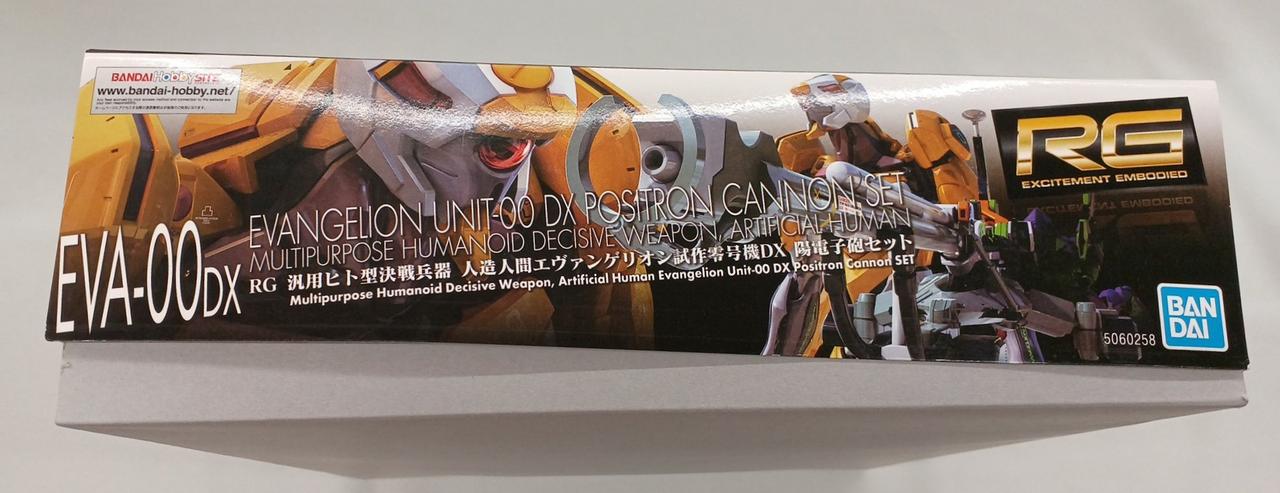 BANDAI HobbySITE
www.bandai-hobby.net/
EVA-00DX
EVANGELION UNIT-00 DX POSITRON CANNON SET
MULTIPURPOSE HUMANOID DECISIVE WEAPON, ARTIFICIAL HUMAN
RG 汎用ヒト型決戦兵器 人造人間エヴァンゲリオン試作零号機DX 陽電子砲セット
Multipurpose Humanoid Decisive Weapon, Artificial Human Evangelion Unit-00 DX Positron Cannon SET
RG
EXCITEMENT EMBODIED
5060258
BAN
DAI